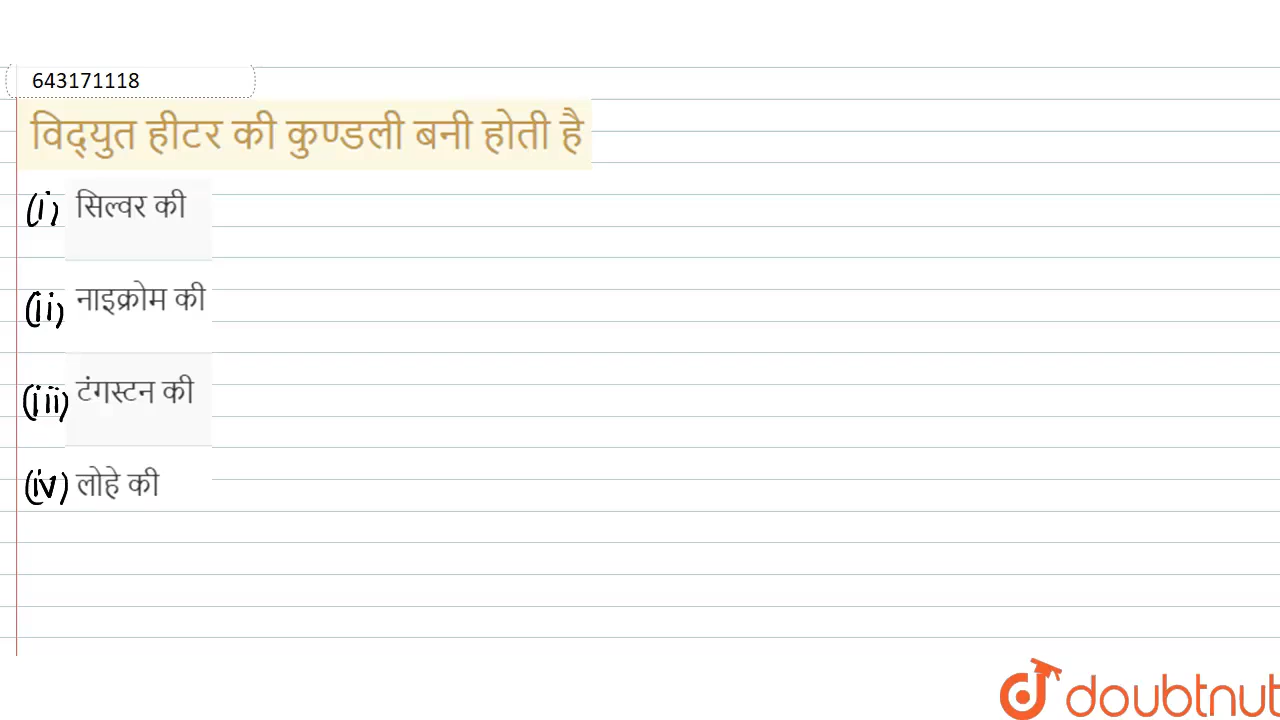 643171118
विद्युत हीटर की कुण्डली बनी होती है
(i) सिल्वर की
(ii) नाइक्रोम की
(iii) टंगस्टन की
(iv) लोहे की
doubtnut